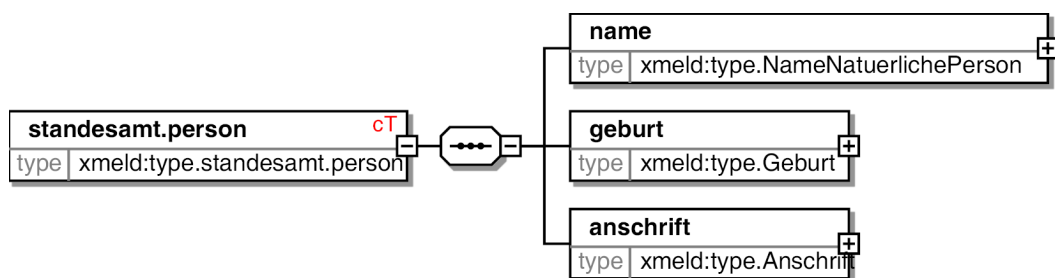 name
type xmeld:type.NameNatuerlichePerson
standesamt.person cT
type xmeld:type.standesamt.person
geburt
type xmeld:type.Geburt
anschrift
type xmeld:type.Anschrift